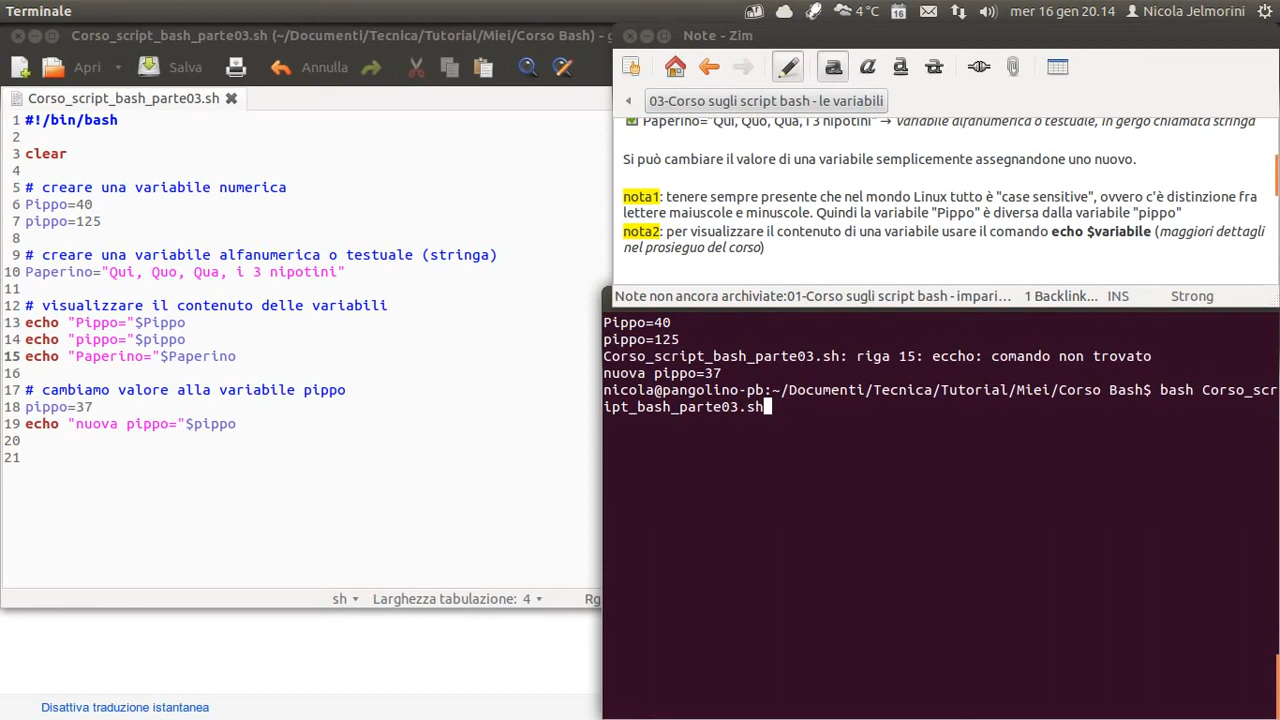 Terminale
4 °C
16
mer 16 gen 20.14
Nicola Jelmorini
Corso_script_bash_parte03.sh (~/Documenti/Tecnica/Tutorial/Miei/Corso Bash) - g
Apri
Salva
Annulla
Corso_script_bash_parte03.sh
1 #!/bin/bash
2
3 clear
4
5 # creare una variabile numerica
6 Pippo=40
7 pippo=125
8
9 # creare una variabile alfanumerica o testuale (stringa)
10 Paperino="Qui, Quo, Qua, i 3 nipotini"
11
12 # visualizzare il contenuto delle variabili
13 echo "Pippo="$Pippo
14 echo "pippo="$pippo
15 echo "Paperino="$Paperino
16
17 # cambiamo valore alla variabile pippo
18 pippo=37
19 echo "nuova pippo="$pippo
20
21
sh
Larghezza tabulazione: 4
Rg
Disattiva traduzione istantanea
Note - Zim
03-Corso sugli script bash - le variabili
Paperino="Qui, Quo, Qua, i 3 nipotini" → variabile alfanumerica o testuale, in gergo chiamata stringa
Si può cambiare il valore di una variabile semplicemente assegnandone uno nuovo.
nota1: tenere sempre presente che nel mondo Linux tutto è "case sensitive", ovvero c'è distinzione fra
lettere maiuscole e minuscole. Quindi la variabile "Pippo" è diversa dalla variabile "pippo"
nota2: per visualizzare il contenuto di una variabile usare il comando echo $variabile (maggiori dettagli
nel prosieguo del corso)
Note non ancora archiviate:01-Corso sugli script bash - impari…
1 Backlink...
INS
Strong
Pippo=40
pippo=125
Corso_script_bash_parte03.sh: riga 15: eccho: comando non trovato
nuova pippo=37
nicola@pangolino-pb:~/Documenti/Tecnica/Tutorial/Miei/Corso Bash$ bash Corso_scr
ipt_bash_parte03.sh